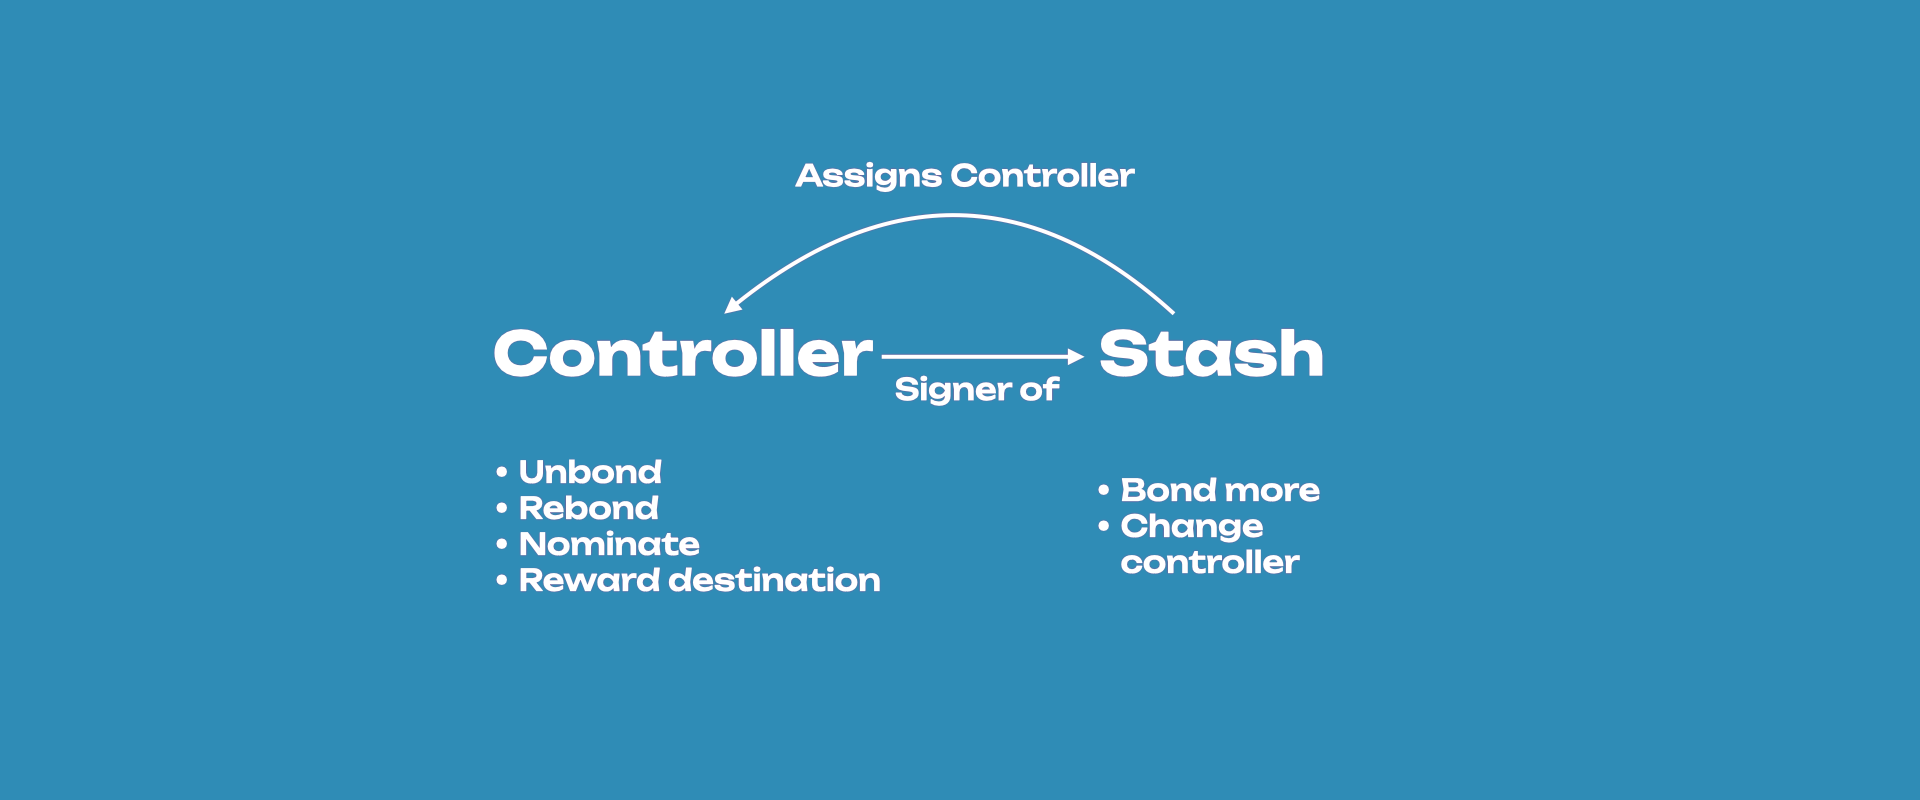 Assigns Controller
Controller
Signer of
Stash
• Unbond
• Rebond
• Nominate
• Reward destination
• Bond more
• Change
controller